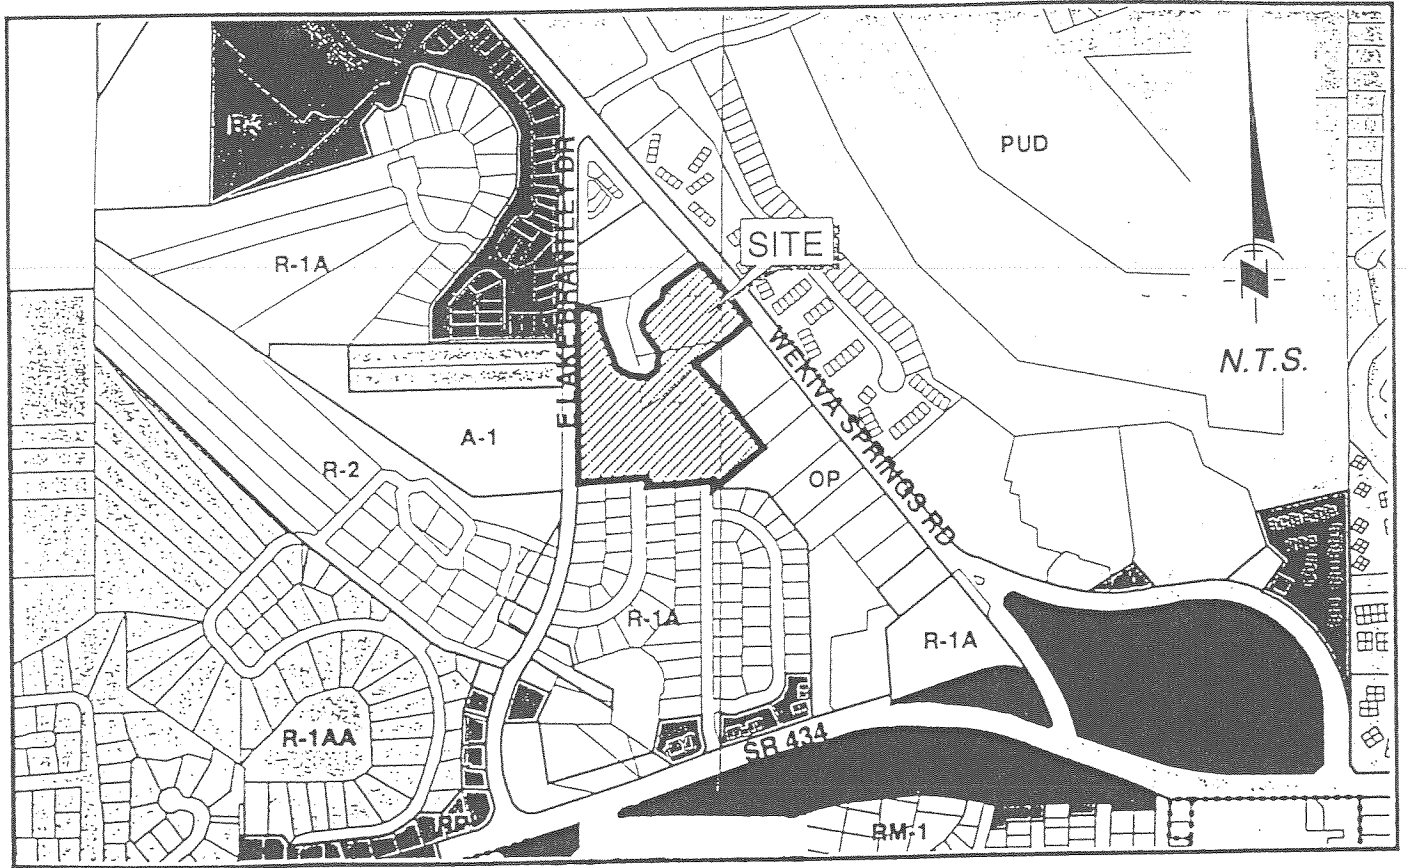 PUD
SITE
R-1A
E LAKE BRANTLEY DR
WEKIVA SPRINGS RD
N.T.S.
A-1
R-2
OP
R-1A
R-1A
R-1AA
SR 434
RP
RM-1